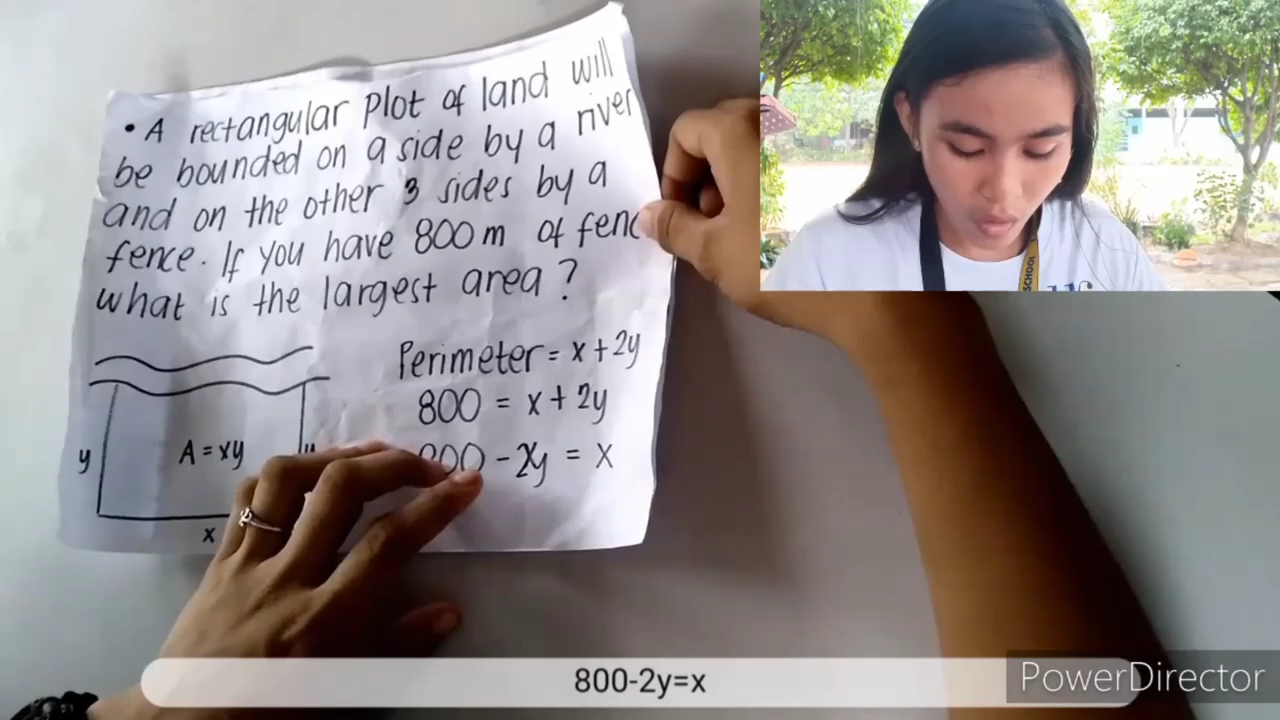 • A rectangular Plot of land will
be bounded on a side by a river
and on the other 3 sides by a
fence. If you have 800 m of fenc
what is the largest area?
Perimeter = x + 2y
800 = x + 2y
800 - 2y = x
y
A = xy
y
x
SCHOOL
800-2y=x
PowerDirector